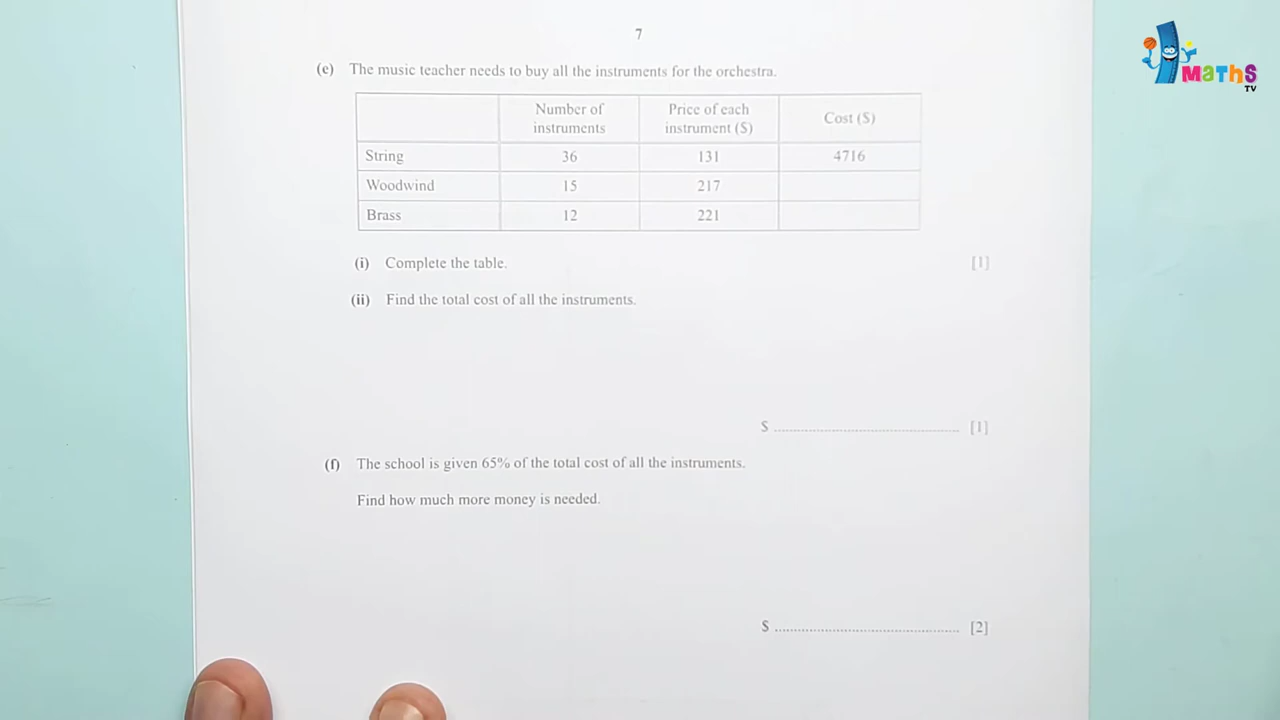 7
MatHS
TV
(e) The music teacher needs to buy all the instruments for the orchestra.
Number of instruments Price of each instrument ($) Cost ($)
String 36 131 4716
Woodwind 15 217
Brass 12 221
(i) Complete the table. [1]
(ii) Find the total cost of all the instruments.
$ ................................................ [1]
(f) The school is given 65% of the total cost of all the instruments.
Find how much more money is needed.
$ ................................................ [2]